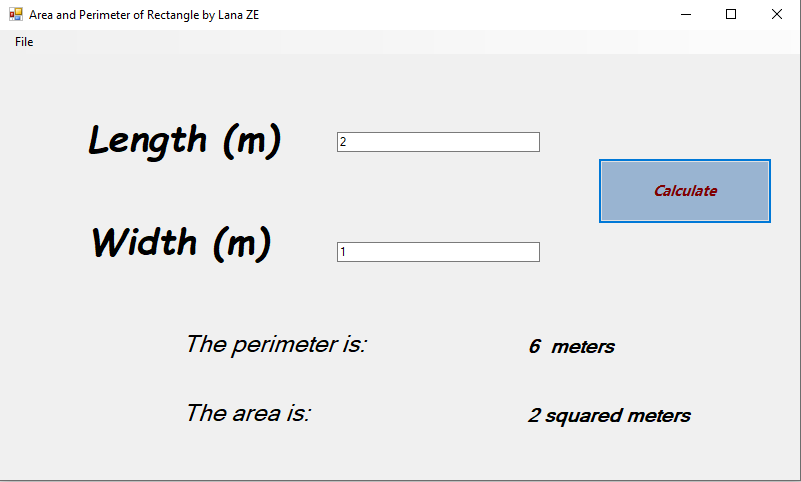 Area and Perimeter of Rectangle by Lana ZE
File
Length (m)
2
Calculate
Width (m)
1
The perimeter is: 6 meters
The area is: 2 squared meters